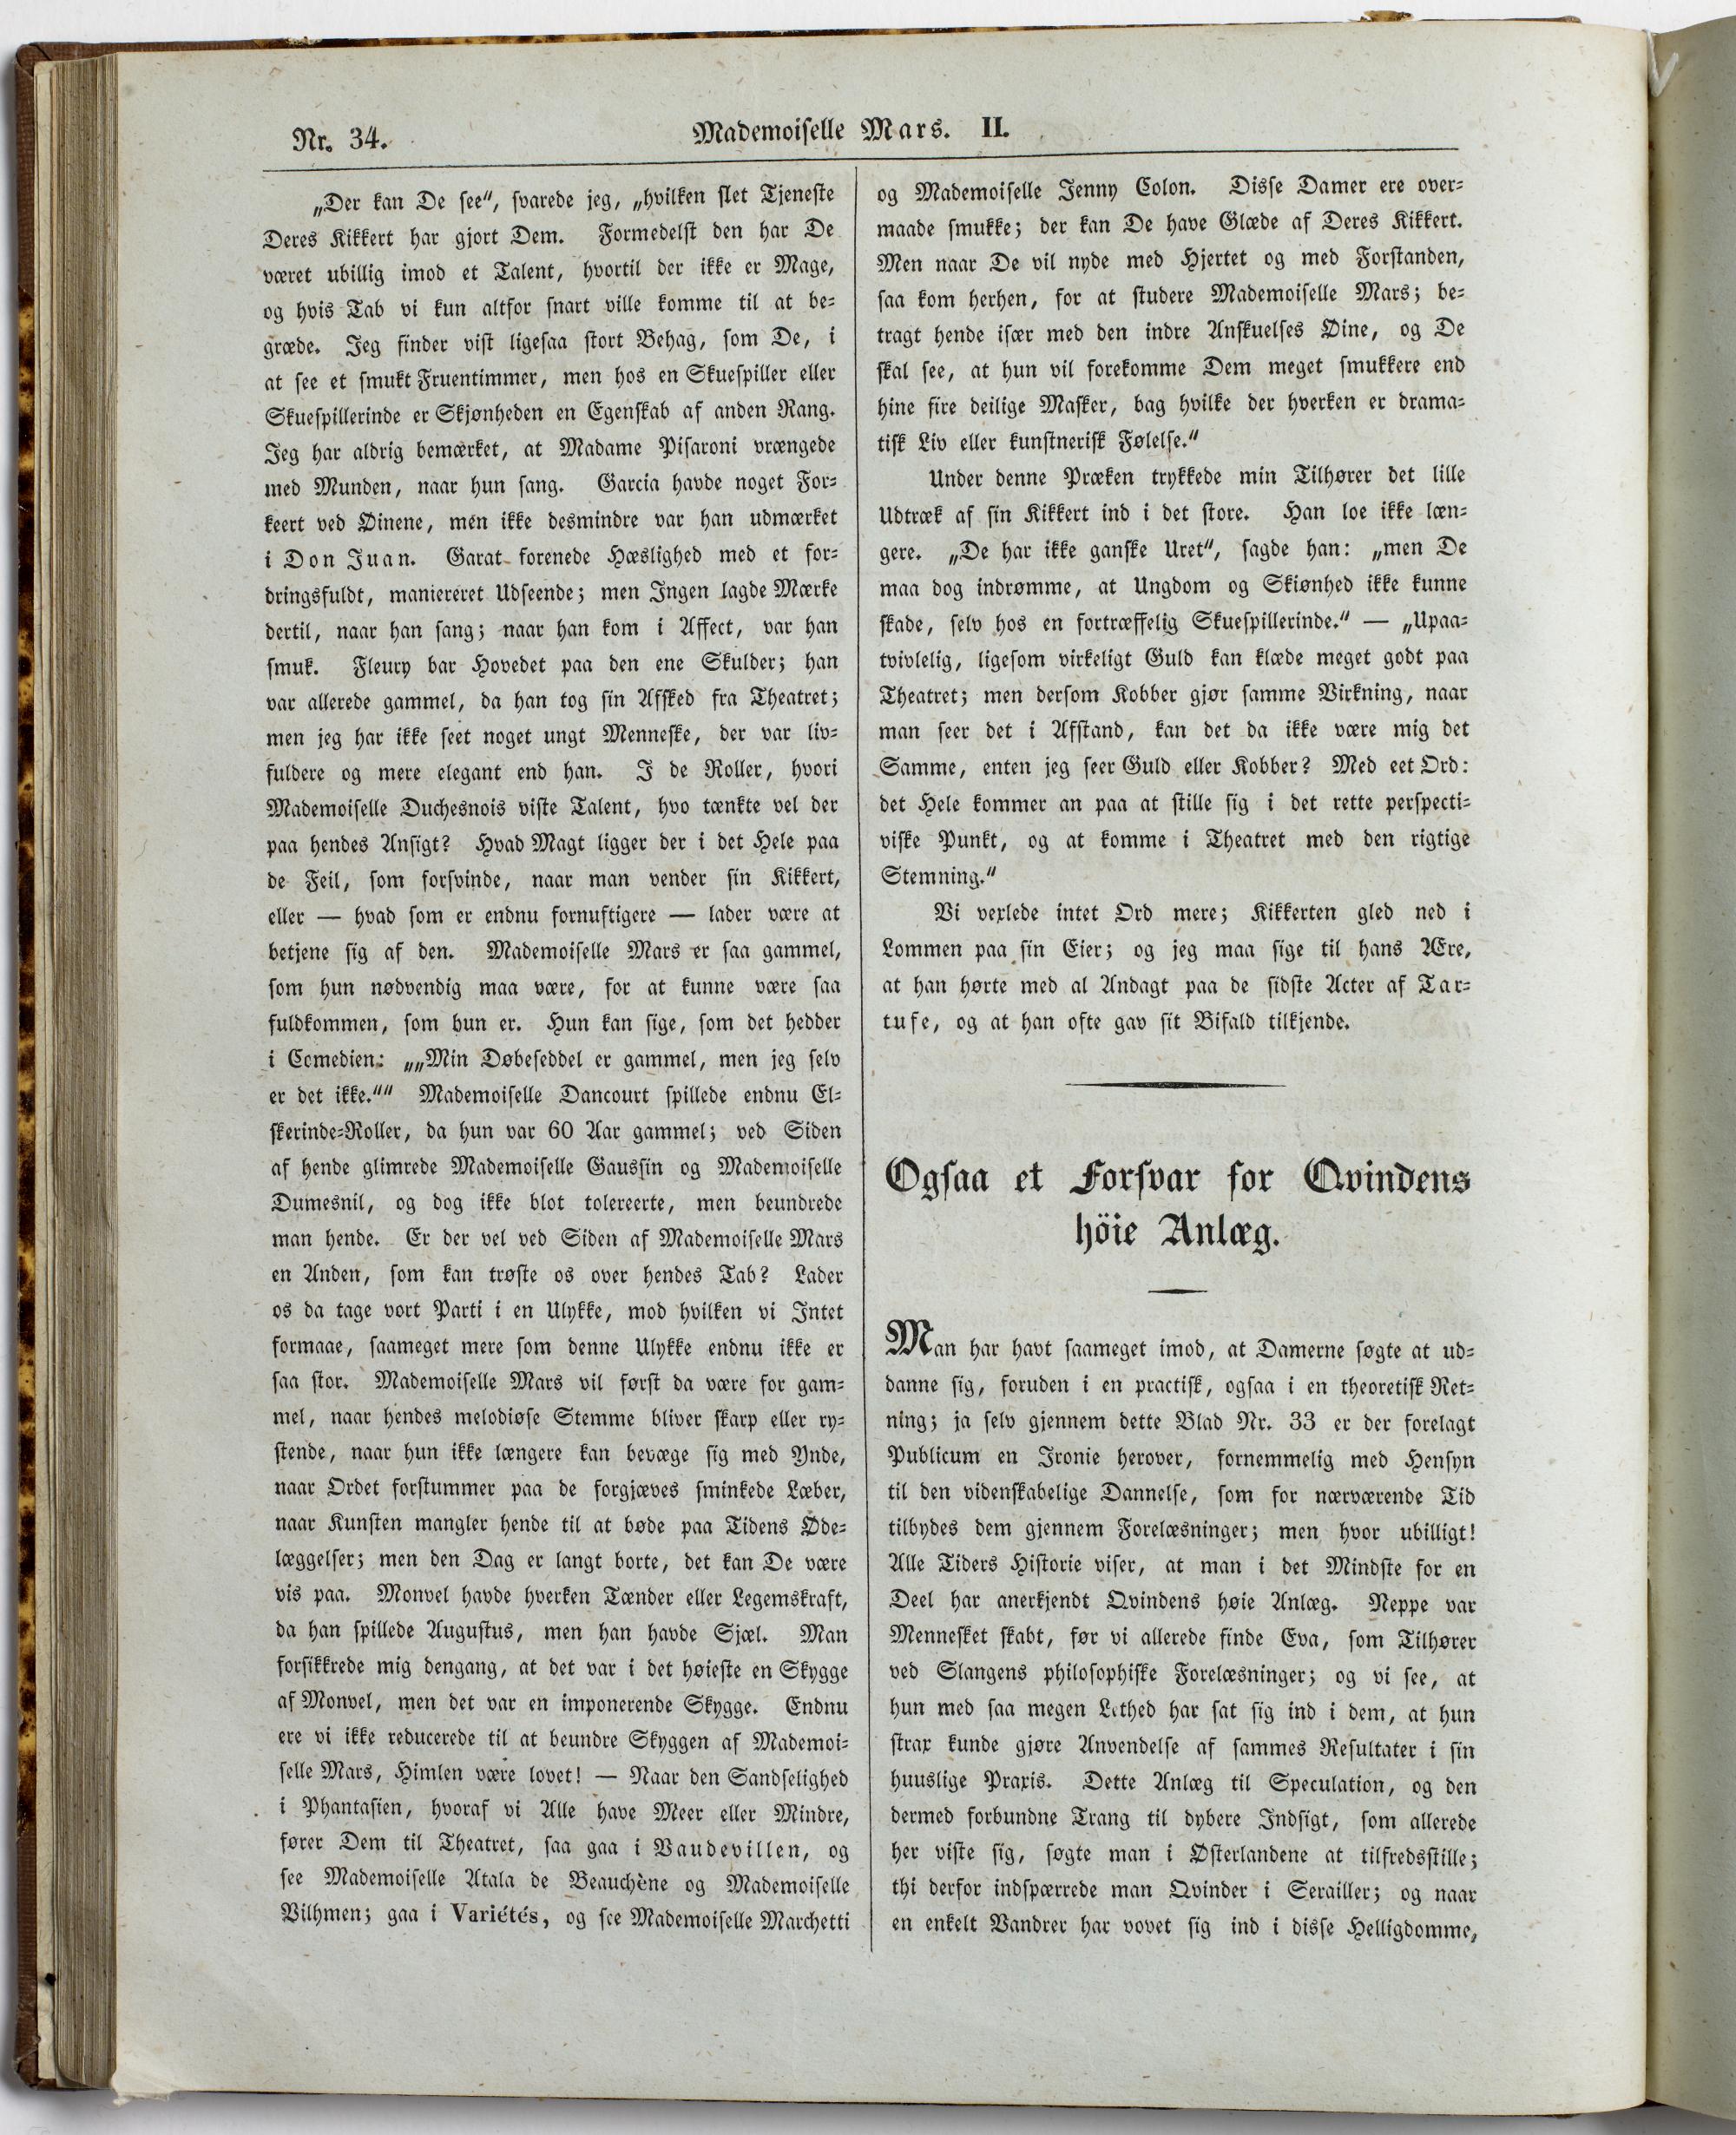 Nr. 34.
Mademoiselle Mars. II.
„Der kan De see“, svarede jeg, „hvilken slet Tjeneste
Deres Kikkert har gjort Dem. Formedelst den har De
været ubillig imod et Talent, hvortil der ikke er Mage,
og hvis Tab vi kun altfor snart ville komme til at be-
græde. Jeg finder vist ligesaa stort Behag, som De, i
at see et smukt Fruentimmer, men hos en Skuespiller eller
Skuespillerinde er Skjønheden en Egenskab af anden Rang.
Jeg har aldrig bemærket, at Madame Pisaroni vrængede
med Munden, naar hun sang. Garcia havde noget For-
keert ved Øinene, men ikke desmindre var han udmærket
i Don Juan. Garat forenede Hæslighed med et for-
dringsfuldt, maniereret Udseende; men Ingen lagde Mærke
dertil, naar han sang; naar han kom i Affect, var han
smuk. Fleury bar Hovedet paa den ene Skulder; han
var allerede gammel, da han tog sin Afsked fra Theatret;
men jeg har ikke seet noget ungt Menneske, der var liv-
fuldere og mere elegant end han. I de Roller, hvori
Mademoiselle Duchesnois viste Talent, hvo tænkte vel der
paa hendes Ansigt? Hvad Magt ligger der i det Hele paa
de Feil, som forsvinde, naar man vender sin Kikkert,
eller — hvad som er endnu fornuftigere — lader være at
betjene sig af den. Mademoiselle Mars er saa gammel,
som hun nødvendig maa være, for at kunne være saa
fuldkommen, som hun er. Hun kan sige, som det hedder
i Comedien: „„Min Døbeseddel er gammel, men jeg selv
er det ikke.““ Mademoiselle Dancourt spillede endnu El-
skerinde-Roller, da hun var 60 Aar gammel; ved Siden
af hende glimrede Mademoiselle Gaussin og Mademoiselle
Dumesnil, og dog ikke blot tolereerte, men beundrede
man hende. Er der vel ved Siden af Mademoiselle Mars
en Anden, som kan trøste os over hendes Tab? Lader
os da tage vort Parti i en Ulykke, mod hvilken vi Intet
formaae, saameget mere som denne Ulykke endnu ikke er
saa stor. Mademoiselle Mars vil først da være for gam-
mel, naar hendes melodiøse Stemme bliver skarp eller ry-
stende, naar hun ikke længere kan bevæge sig med Ynde,
naar Ordet forstummer paa de forgjæves sminkede Læber,
naar Kunsten mangler hende til at bøde paa Tidens Øde-
læggelser; men den Dag er langt borte, det kan De være
vis paa. Monvel havde hverken Tænder eller Legemskraft,
da han spillede Augustus, men han havde Sjæl. Man
forsikkrede mig dengang, at det var i det høieste en Skygge
af Monvel, men det var en imponerende Skygge. Endnu
ere vi ikke reducerede til at beundre Skyggen af Mademoi-
selle Mars, Himlen være lovet! — Naar den Sandselighed
i Phantasien, hvoraf vi Alle have Meer eller Mindre,
fører Dem til Theatret, saa gaa i Vaudevillen, og
see Mademoiselle Atala de Beauchène og Mademoiselle
Vilhmen; gaa i Variétés, og see Mademoiselle Marchetti
og Mademoiselle Jenny Colon. Disse Damer ere over-
maade smukke; der kan De have Glæde af Deres Kikkert.
Men naar De vil nyde med Hjertet og med Forstanden,
saa kom herhen, for at studere Mademoiselle Mars; be-
tragt hende især med den indre Anskuelses Øine, og De
skal see, at hun vil forekomme Dem meget smukkere end
hine fire deilige Masker, bag hvilke der hverken er drama-
tisk Liv eller kunstnerisk Følelse.“
Under denne Præken trykkede min Tilhører det lille
Udtræk af sin Kikkert ind i det store. Han loe ikke læn-
gere. „De har ikke ganske Uret“, sagde han: „men De
maa dog indrømme, at Ungdom og Skiønhed ikke kunne
skade, selv hos en fortræffelig Skuespillerinde.“ — „Upaa-
tvivlelig, ligesom virkeligt Guld kan klæde meget godt paa
Theatret; men dersom Kobber gjør samme Virkning, naar
man seer det i Afstand, kan det da ikke være mig det
Samme, enten jeg seer Guld eller Kobber? Med eet Ord:
det Hele kommer an paa at stille sig i det rette perspecti-
viske Punkt, og at komme i Theatret med den rigtige
Stemning.“
Vi vexlede intet Ord mere; Kikkerten gled ned i
Lommen paa sin Eier; og jeg maa sige til hans Ære,
at han hørte med al Andagt paa de sidste Acter af Tar-
tufe, og at han ofte gav sit Bifald tilkjende.
Ogsaa et Forsvar for Qvindens
höie Anlæg.
Man har havt saameget imod, at Damerne søgte at ud-
danne sig, foruden i en practisk, ogsaa i en theoretisk Ret-
ning; ja selv gjennem dette Blad Nr. 33 er der forelagt
Publicum en Ironie herover, fornemmelig med Hensyn
til den videnskabelige Dannelse, som for nærværende Tid
tilbydes dem gjennem Forelæsninger; men hvor ubilligt!
Alle Tiders Historie viser, at man i det Mindste for en
Deel har anerkjendt Qvindens høie Anlæg. Neppe var
Mennesket skabt, før vi allerede finde Eva, som Tilhører
ved Slangens philosophiske Forelæsninger; og vi see, at
hun med saa megen Lethed har sat sig ind i dem, at hun
strax kunde gjøre Anvendelse af sammes Resultater i sin
huuslige Praxis. Dette Anlæg til Speculation, og den
dermed forbundne Trang til dybere Indsigt, som allerede
her viste sig, søgte man i Østerlandene at tilfredsstille;
thi derfor indspærrede man Qvinder i Serailler; og naar
en enkelt Vandrer har vovet sig ind i disse Helligdomme,